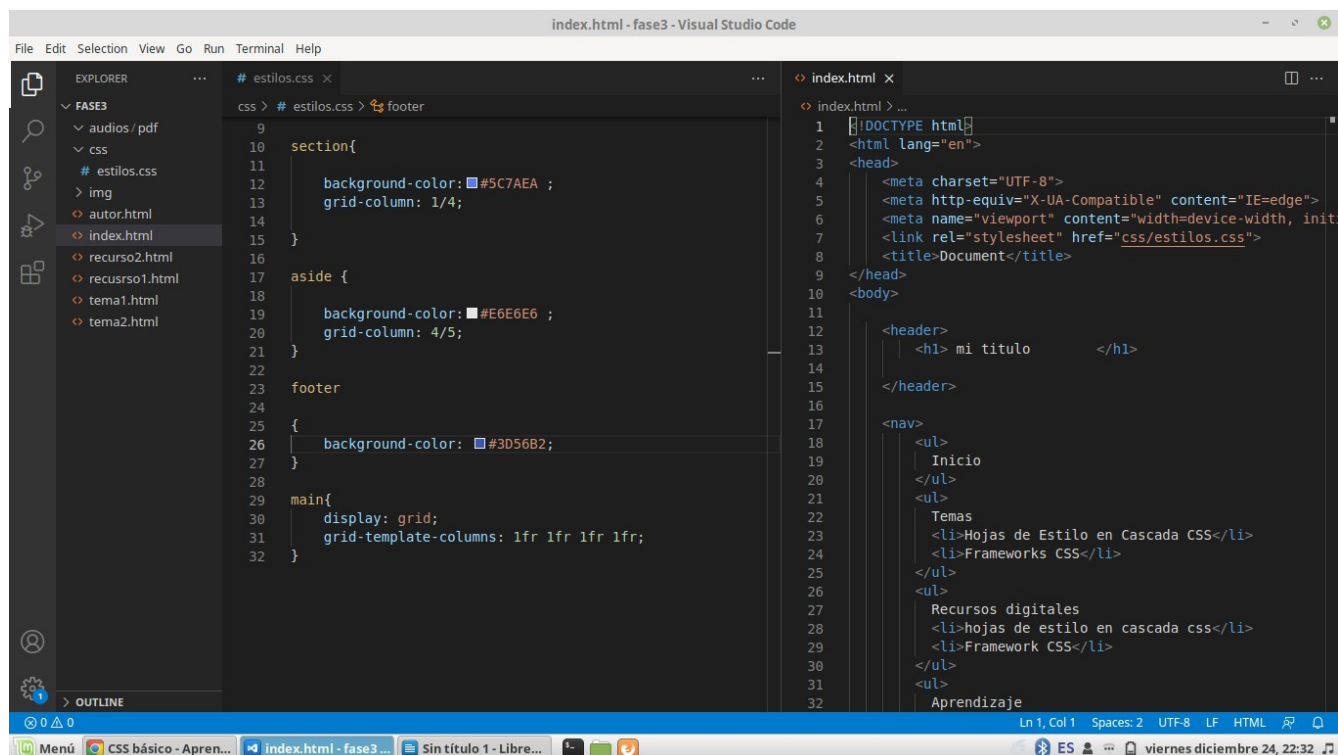 index.html - fase3 - Visual Studio Code
File Edit Selection View Go Run Terminal Help
EXPLORER ...
FASE3
audios / pdf
css
# estilos.css
img
autor.html
index.html
recurso2.html
recusrso1.html
tema1.html
tema2.html
OUTLINE
# estilos.css
css > # estilos.css > footer
9
10 section{
11
12 background-color: #5C7AEA ;
13 grid-column: 1/4;
14
15 }
16
17 aside {
18
19 background-color: #E6E6E6 ;
20 grid-column: 4/5;
21 }
22
23 footer
24
25 {
26 background-color: #3D56B2;
27 }
28
29 main{
30 display: grid;
31 grid-template-columns: 1fr 1fr 1fr 1fr;
32 }
index.html
index.html > ...
1 <!DOCTYPE html>
2 <html lang="en">
3 <head>
4 <meta charset="UTF-8">
5 <meta http-equiv="X-UA-Compatible" content="IE=edge">
6 <meta name="viewport" content="width=device-width, init
7 <link rel="stylesheet" href="css/estilos.css">
8 <title>Document</title>
9 </head>
10 <body>
11
12 <header>
13 <h1> mi titulo </h1>
14
15 </header>
16
17 <nav>
18 <ul>
19 Inicio
20 </ul>
21 <ul>
22 Temas
23 <li>Hojas de Estilo en Cascada CSS</li>
24 <li>Frameworks CSS</li>
25 </ul>
26 <ul>
27 Recursos digitales
28 <li>hojas de estilo en cascada css</li>
29 <li>Framework CSS</li>
30 </ul>
31 <ul>
32 Aprendizaje
1
0 0 Ln 1, Col 1 Spaces: 2 UTF-8 LF HTML
Menú CSS básico - Apren... index.html - fase3 ... Sin título 1 - Libre... ES viernes diciembre 24, 22:32